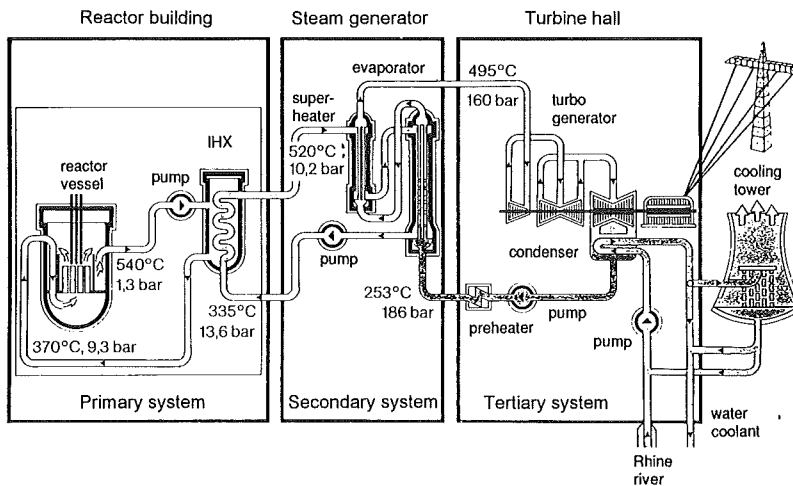 Reactor building
Steam generator
Turbine hall
evaporator
super-
heater
520°C
10,2 bar
495°C
160 bar
turbo
generator
IHX
reactor
vessel
pump
540°C
1,3 bar
335°C
13,6 bar
370°C, 9,3 bar
pump
253°C
186 bar
preheater
pump
condenser
pump
cooling
tower
Primary system
Secondary system
Tertiary system
water
coolant
Rhine
river